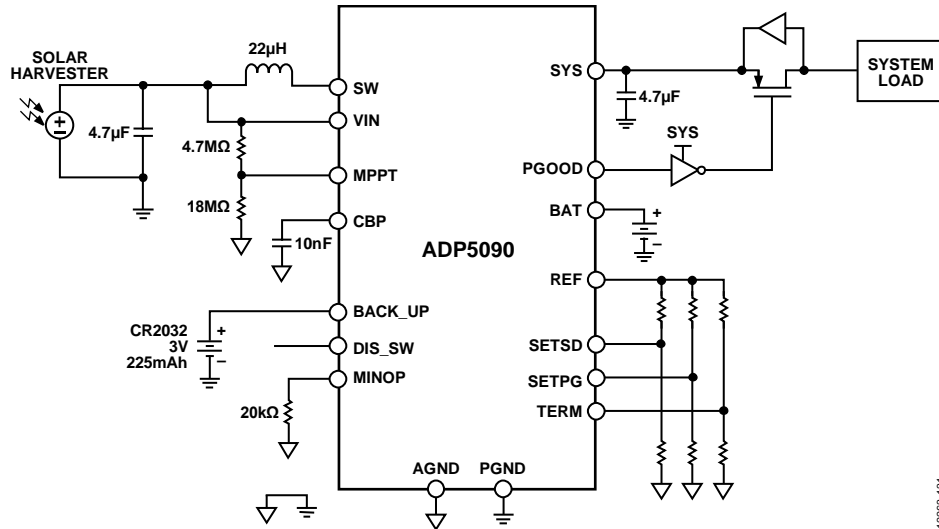 SOLAR
HARVESTER
22µH
4.7µF
4.7MΩ
18MΩ
10nF
CR2032
3V
225mAh
20kΩ
SW
VIN
MPPT
CBP
BACK_UP
DIS_SW
MINOP
ADP5090
AGND
PGND
SYS
PGOOD
BAT
REF
SETSD
SETPG
TERM
4.7µF
SYS
SYSTEM
LOAD